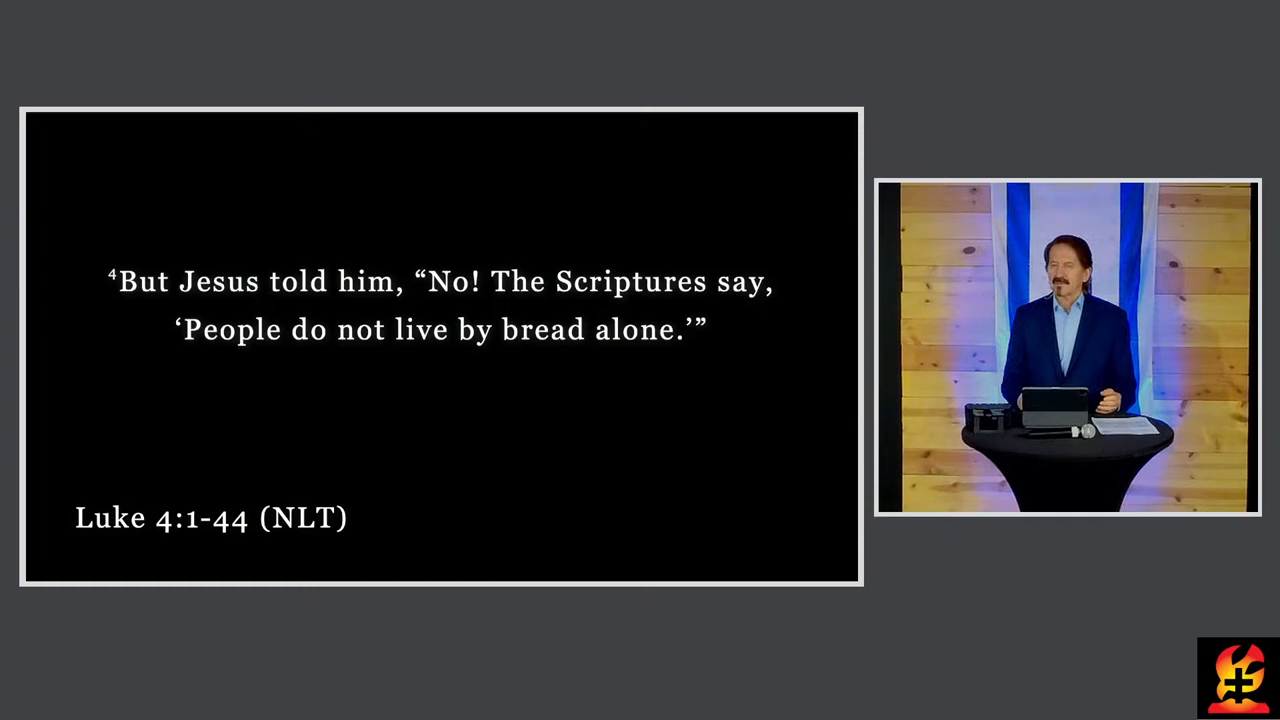 ⁴But Jesus told him, “No! The Scriptures say,
‘People do not live by bread alone.’”
Luke 4:1-44 (NLT)